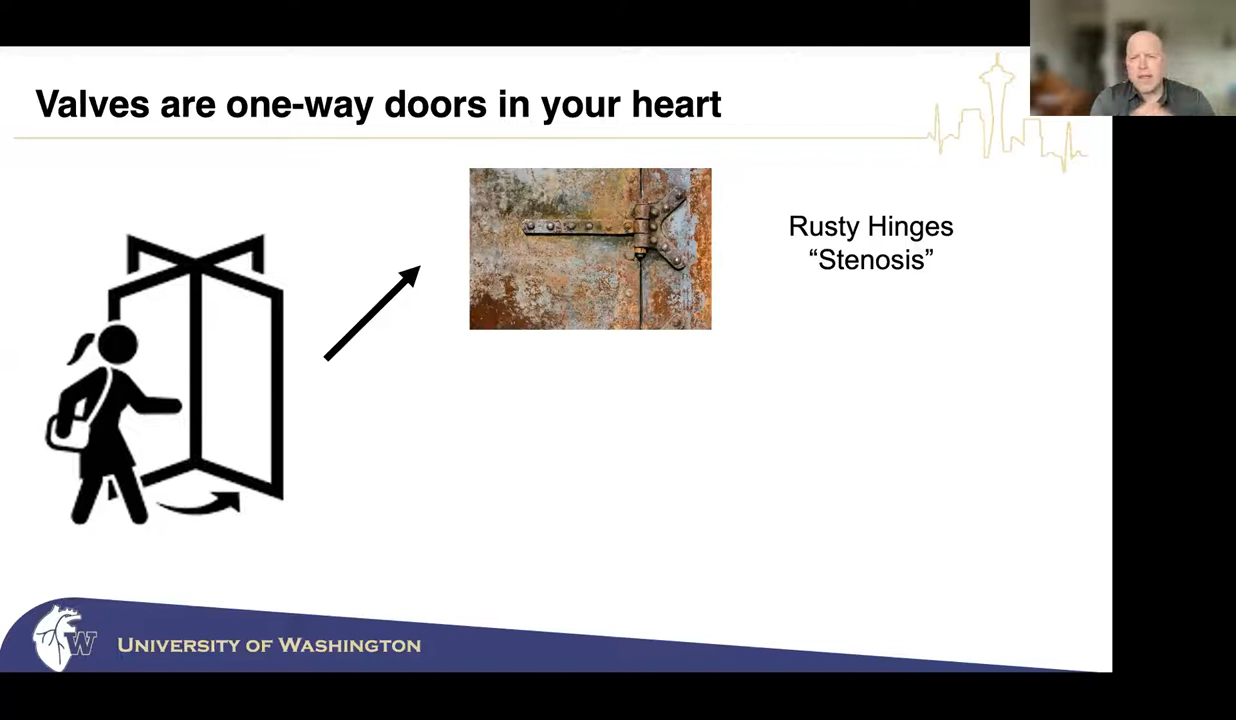 Valves are one-way doors in your heart
Rusty Hinges
“Stenosis”
W
UNIVERSITY OF WASHINGTON